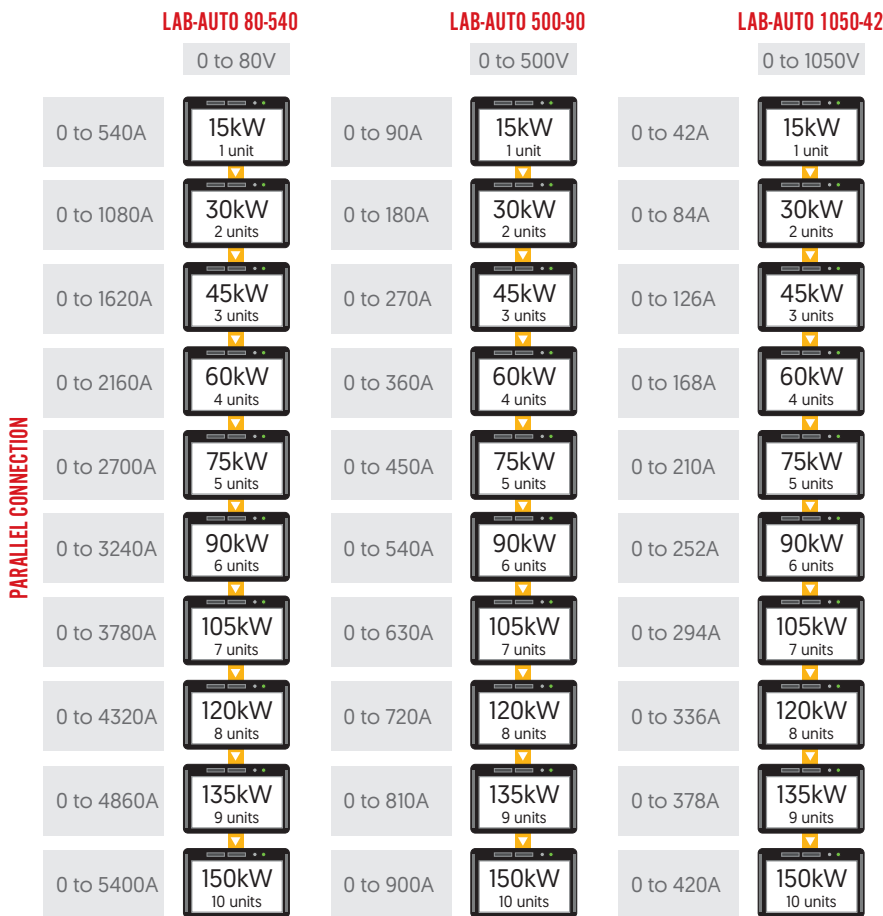 LAB-AUTO 80-540 LAB-AUTO 500-90 LAB-AUTO 1050-42
0 to 80V 0 to 500V 0 to 1050V
PARALLEL CONNECTION
0 to 540A 15kW 0 to 90A 15kW 0 to 42A 15kW
1 unit 1 unit 1 unit
0 to 1080A 30kW 0 to 180A 30kW 0 to 84A 30kW
2 units 2 units 2 units
0 to 1620A 45kW 0 to 270A 45kW 0 to 126A 45kW
3 units 3 units 3 units
0 to 2160A 60kW 0 to 360A 60kW 0 to 168A 60kW
4 units 4 units 4 units
0 to 2700A 75kW 0 to 450A 75kW 0 to 210A 75kW
5 units 5 units 5 units
0 to 3240A 90kW 0 to 540A 90kW 0 to 252A 90kW
6 units 6 units 6 units
0 to 3780A 105kW 0 to 630A 105kW 0 to 294A 105kW
7 units 7 units 7 units
0 to 4320A 120kW 0 to 720A 120kW 0 to 336A 120kW
8 units 8 units 8 units
0 to 4860A 135kW 0 to 810A 135kW 0 to 378A 135kW
9 units 9 units 9 units
0 to 5400A 150kW 0 to 900A 150kW 0 to 420A 150kW
10 units 10 units 10 units